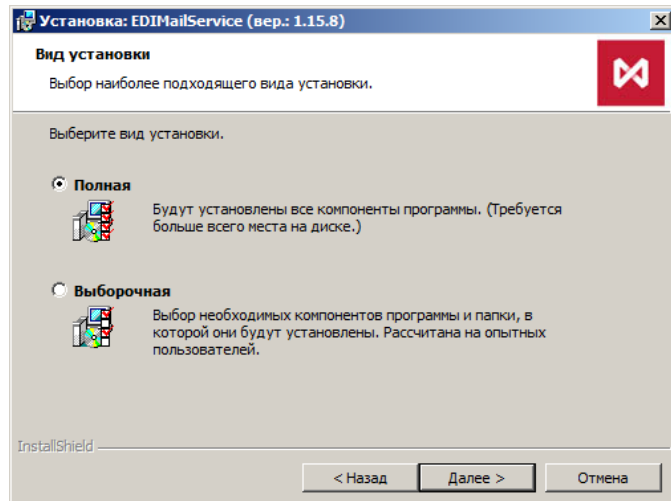 Установка: EDIMailService (вер.: 1.15.8)
Вид установки
Выбор наиболее подходящего вида установки.
Выберите вид установки.
Полная
Будут установлены все компоненты программы. (Требуется
больше всего места на диске.)
Выборочная
Выбор необходимых компонентов программы и папки, в
которой они будут установлены. Рассчитана на опытных
пользователей.
InstallShield
< Назад
Далее >
Отмена